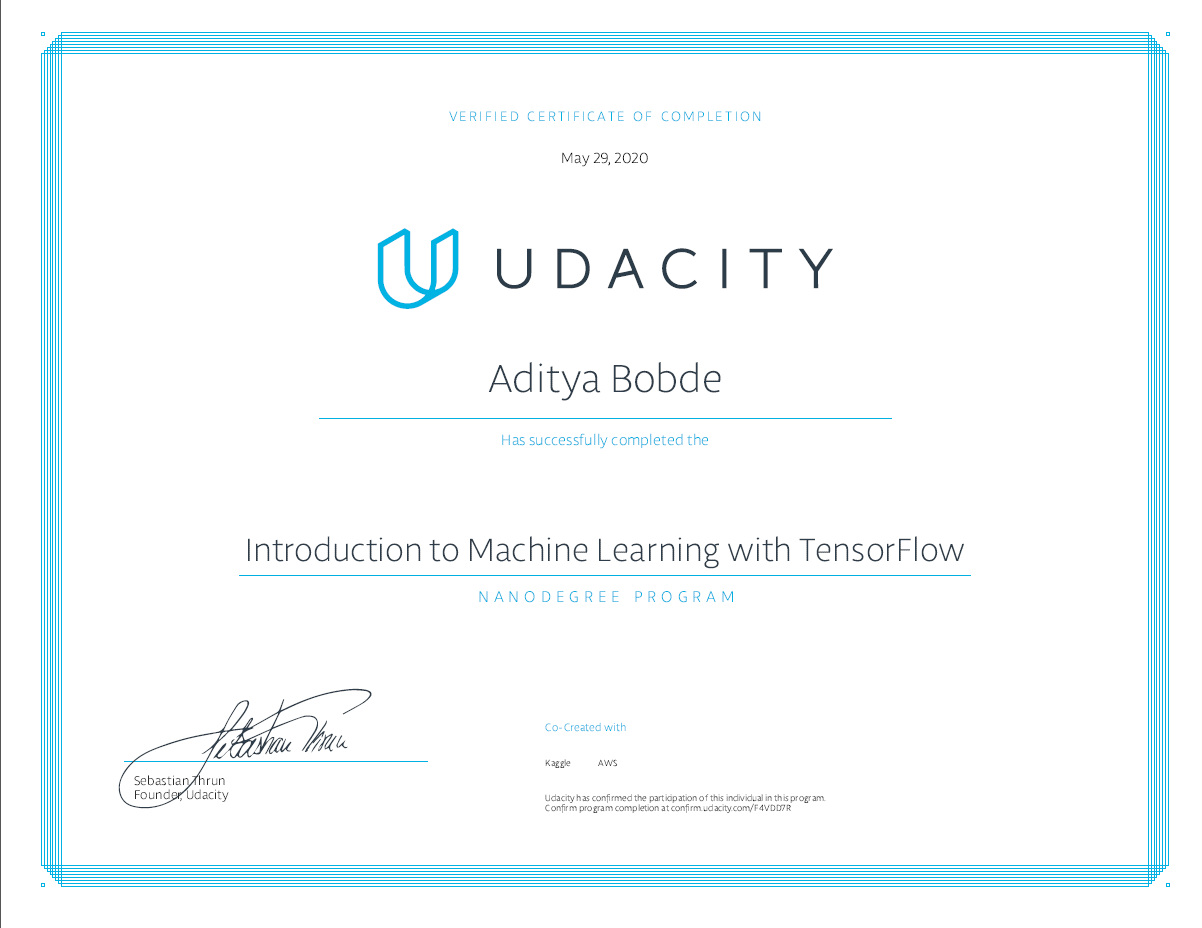 VERIFIED CERTIFICATE OF COMPLETION
May 29, 2020
UDACITY
Aditya Bobde
Has successfully completed the
Introduction to Machine Learning with TensorFlow
NANODEGREE PROGRAM
Sebastian Thrun
Sebastian Thrun
Founder, Udacity
Co-Created with
Kaggle AWS
Udacity has confirmed the participation of this individual in this program.
Confirm program completion at confirm.udacity.com/F4VDD7R